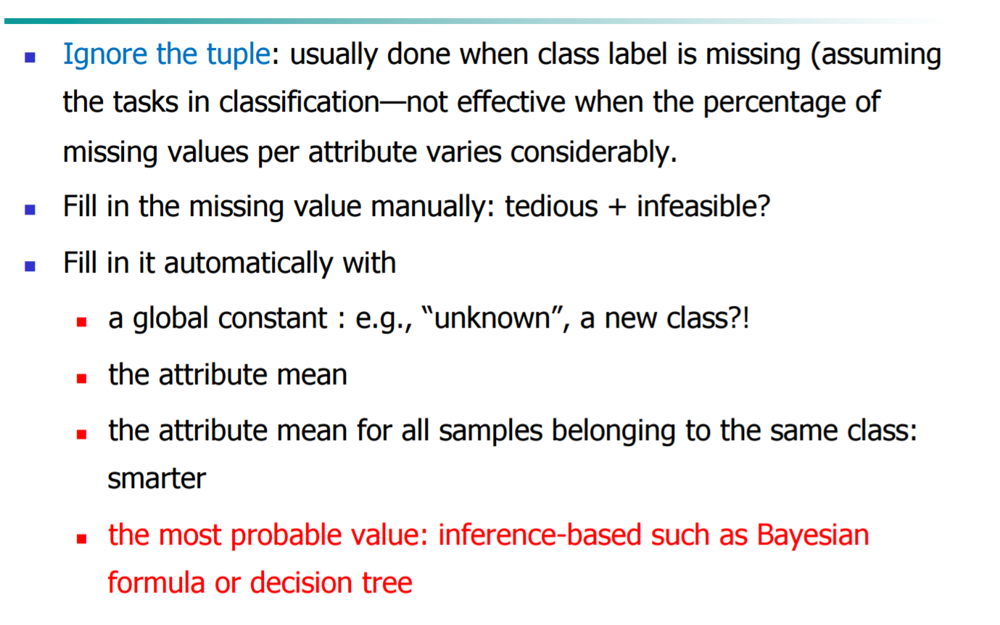 Ignore the tuple: usually done when class label is missing (assuming
the tasks in classification—not effective when the percentage of
missing values per attribute varies considerably.
Fill in the missing value manually: tedious + infeasible?
Fill in it automatically with
a global constant : e.g., “unknown”, a new class?!
the attribute mean
the attribute mean for all samples belonging to the same class:
smarter
the most probable value: inference-based such as Bayesian
formula or decision tree